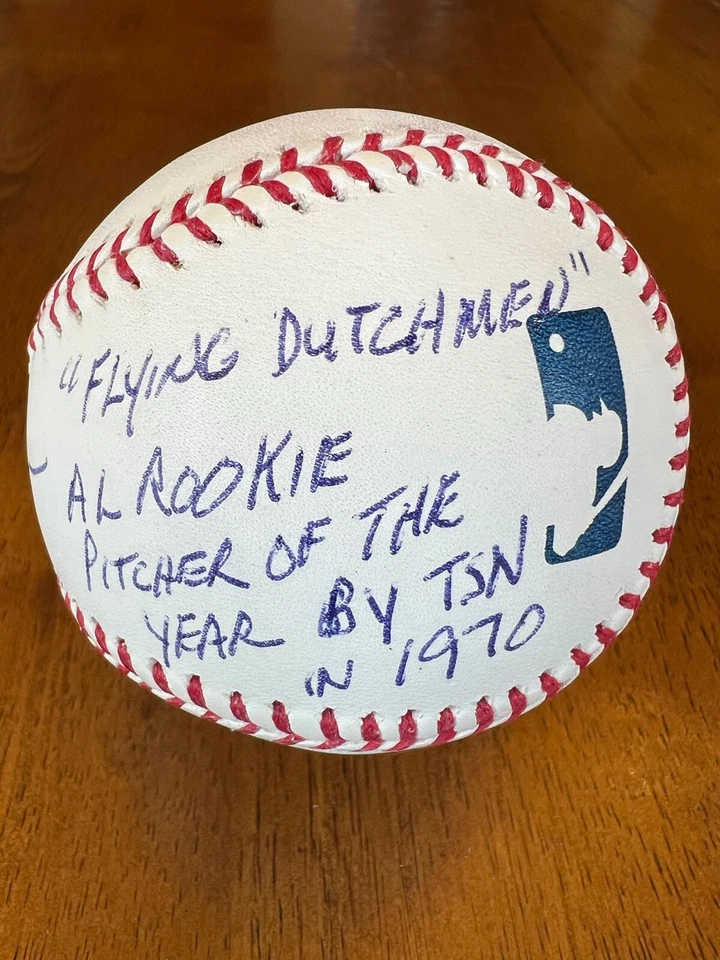 "FLYING DUTCHMEN"
AL ROOKIE
PITCHER OF THE
YEAR BY TSN
IN 1970